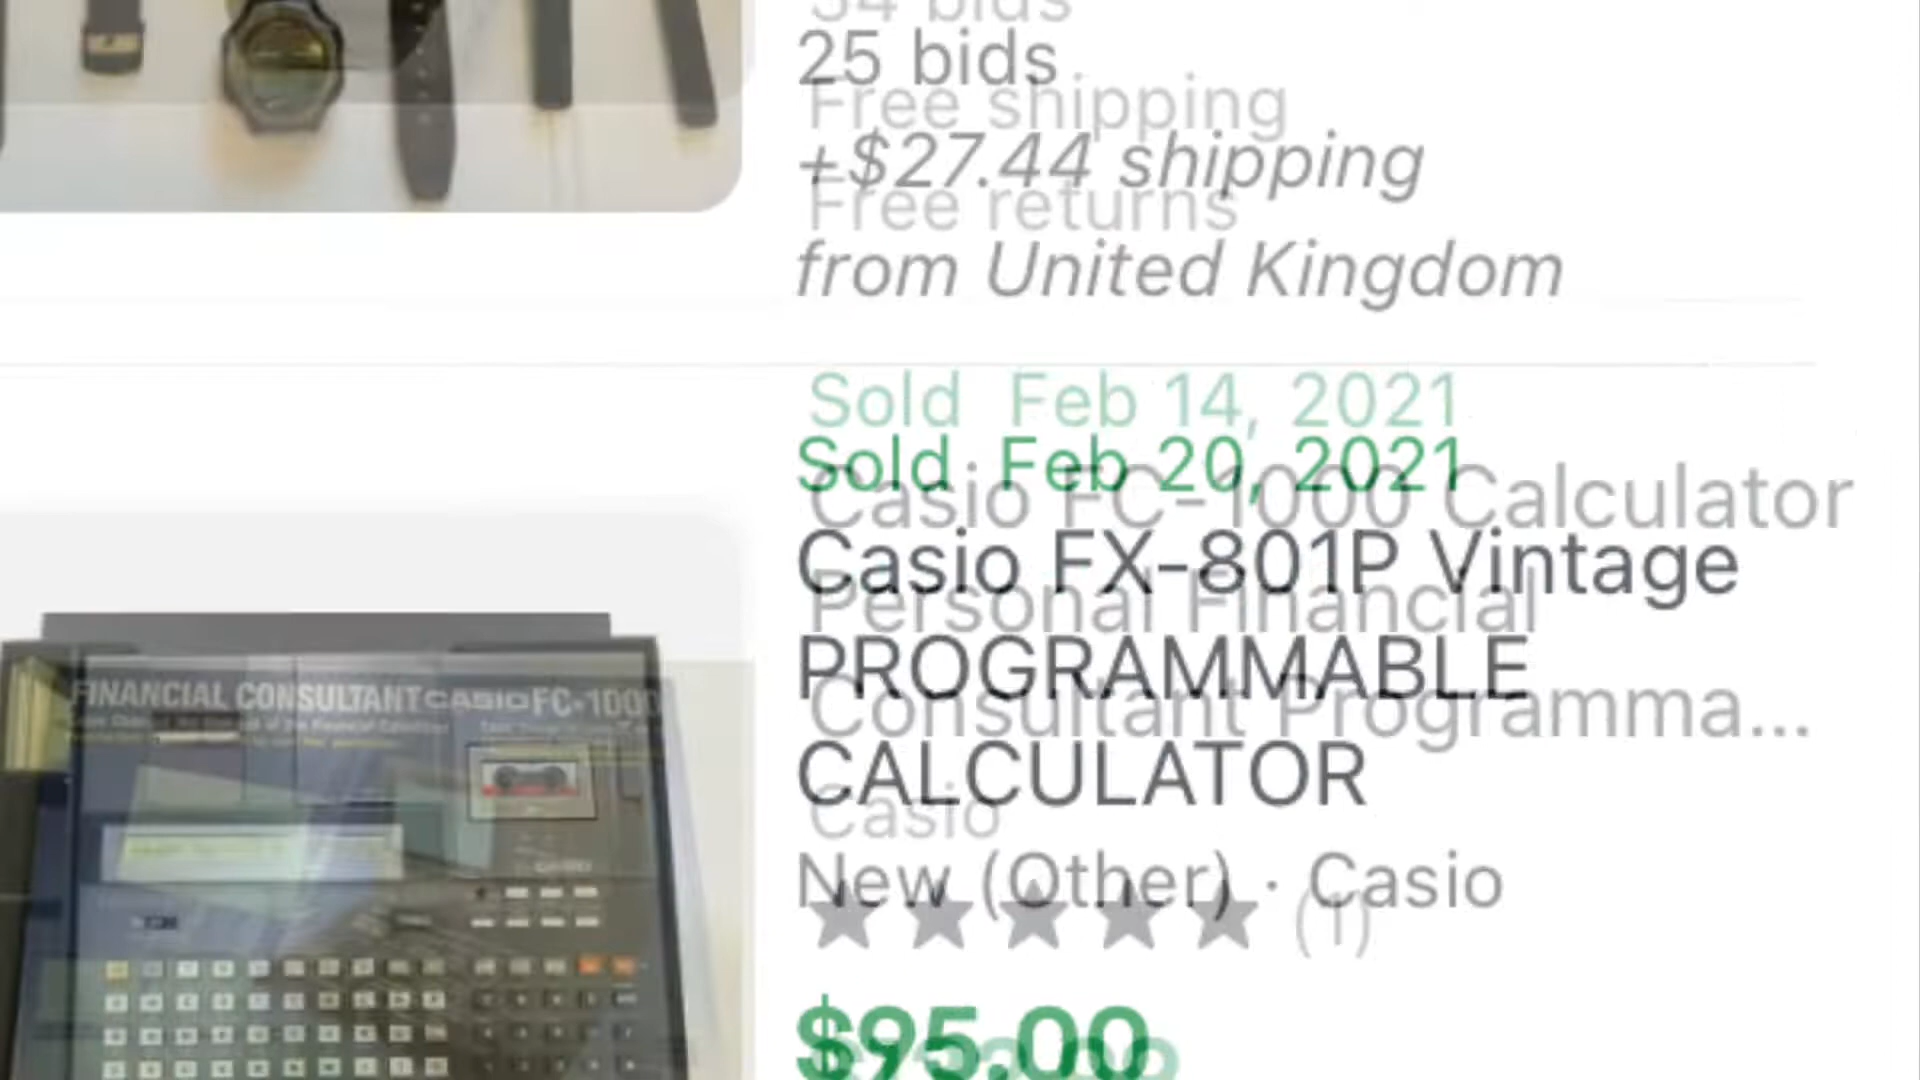 34 bids
25 bids
Free shipping
+$27.44 shipping
Free returns
from United Kingdom
Sold Feb 14, 2021
Sold Feb 20, 2021
Casio FC-1000 Calculator
Casio FX-801P Vintage
Personal Financial
PROGRAMMABLE
Consultant Programma...
CALCULATOR
Casio
New (Other) · Casio
(1)
$95.00
FINANCIAL CONSULTANT CASIO FC-1000